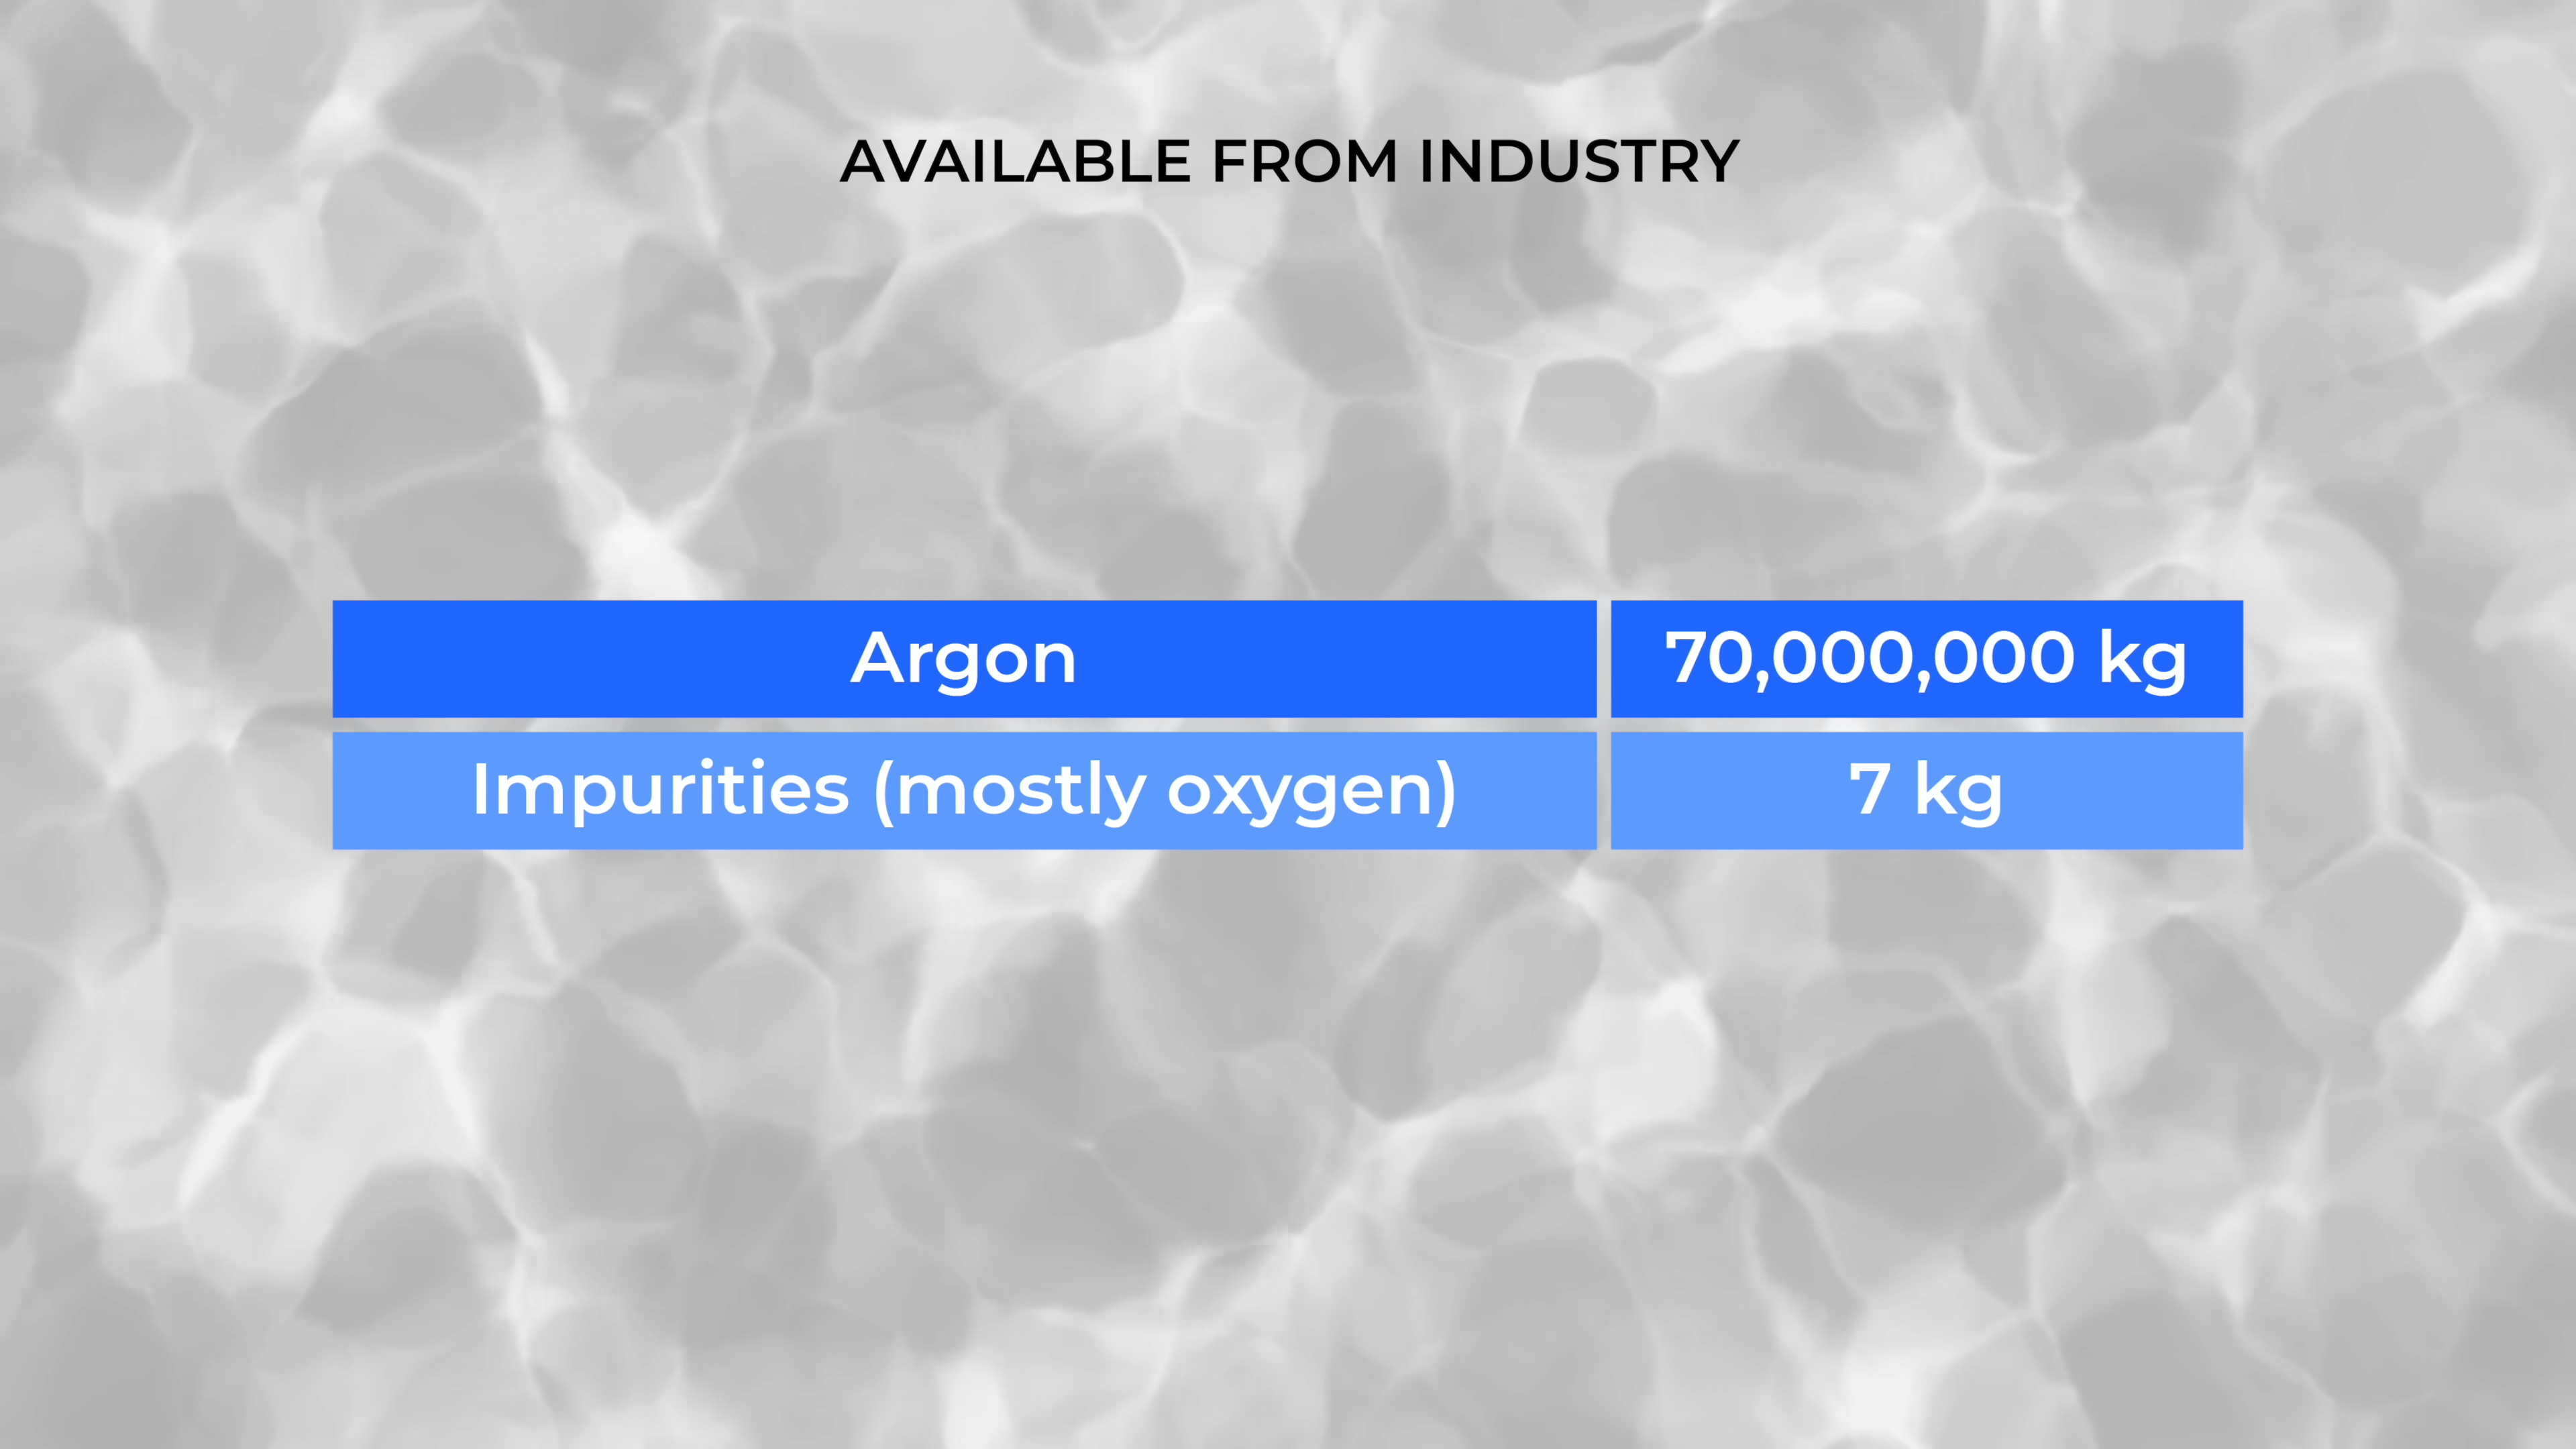 AVAILABLE FROM INDUSTRY
Argon 70,000,000 kg
Impurities (mostly oxygen) 7 kg